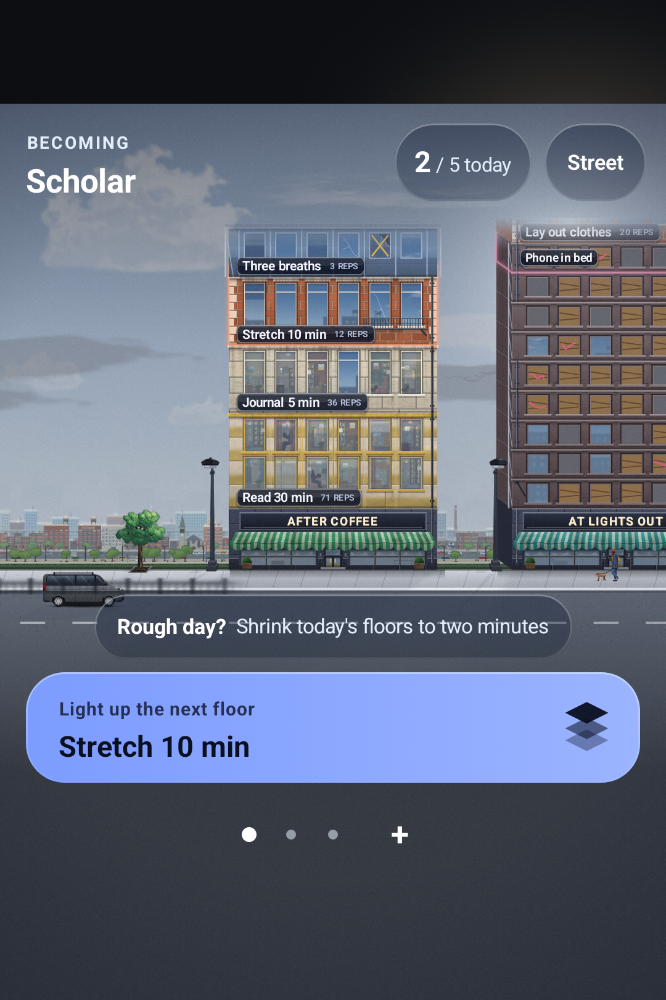 BECOMING
Scholar
2 / 5 today
Street
Lay out clothes 20 REPS
Phone in bed
Three breaths 3 REPS
Stretch 10 min 12 REPS
Journal 5 min 36 REPS
Read 30 min 71 REPS
AFTER COFFEE
AT LIGHTS OUT
Rough day? Shrink today's floors to two minutes
Light up the next floor
Stretch 10 min
+